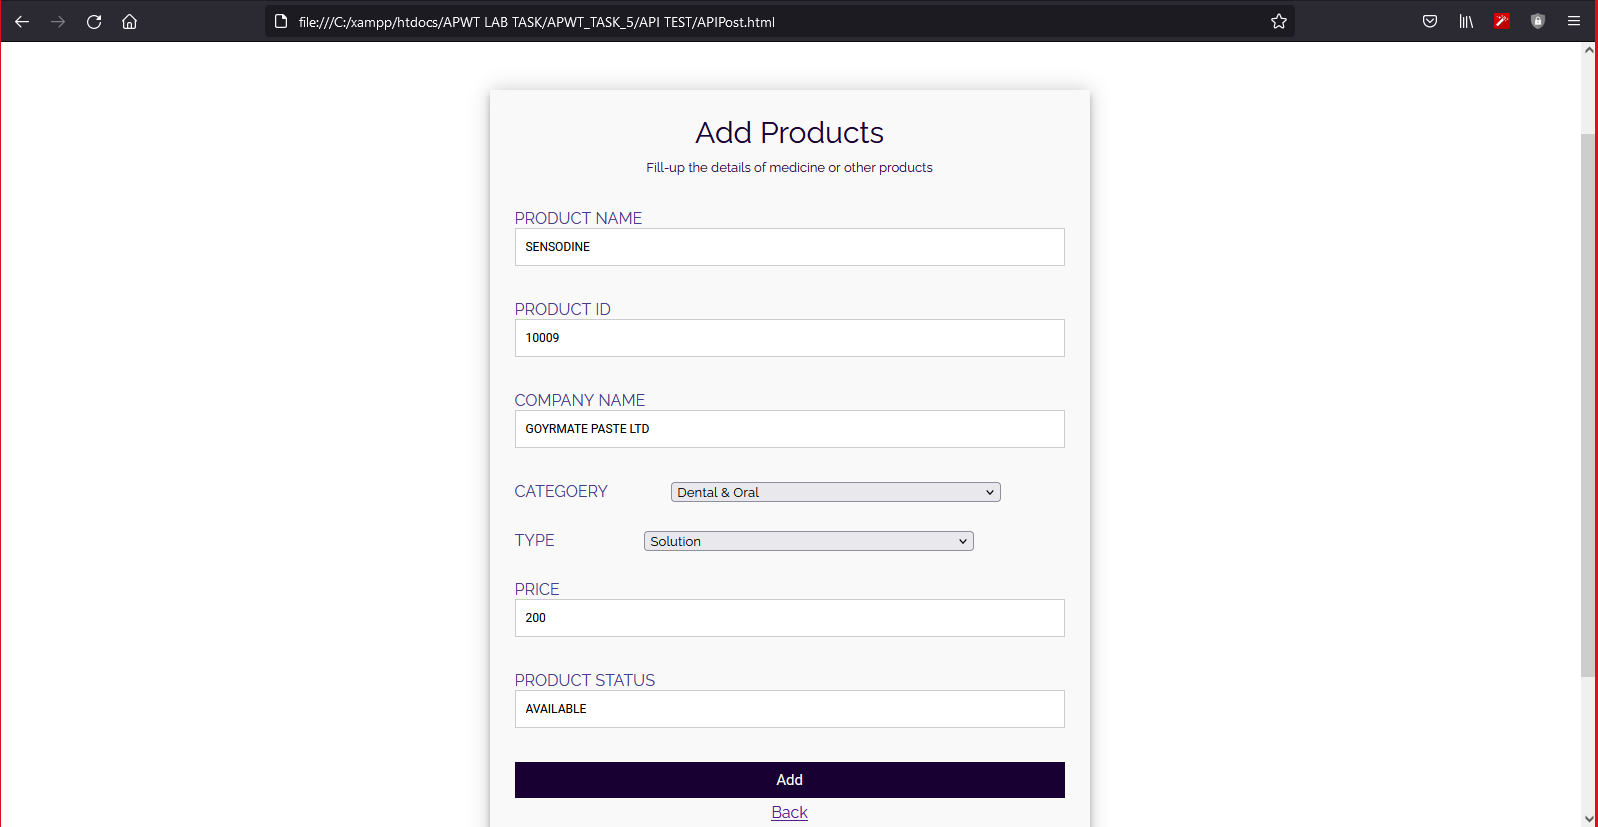 file:///C:/xampp/htdocs/APWT LAB TASK/APWT_TASK_5/API TEST/APIPost.html
Add Products
Fill-up the details of medicine or other products
PRODUCT NAME
SENSODINE
PRODUCT ID
10009
COMPANY NAME
GOYRMATE PASTE LTD
CATEGOERY Dental & Oral
TYPE Solution
PRICE
200
PRODUCT STATUS
AVAILABLE
Add
Back